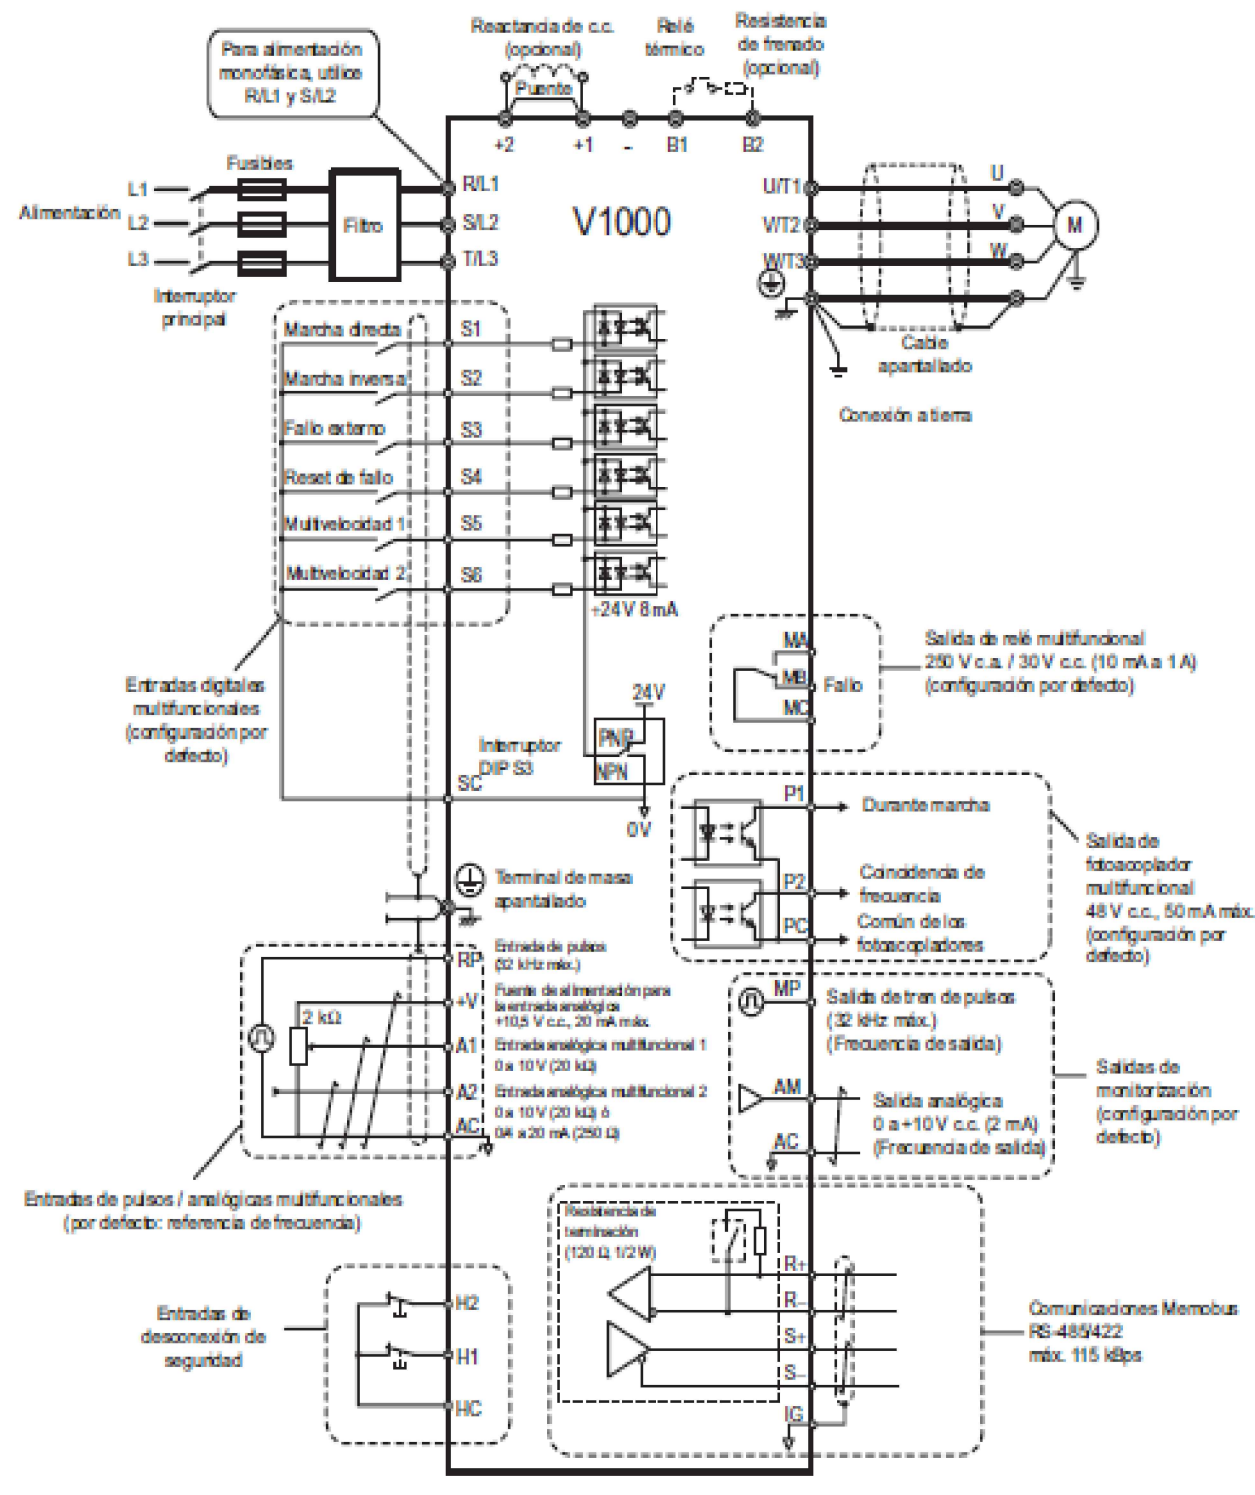 Reactancia de c.c.
(opcional)
Puente
Relé
térmico
Resistencia
de frenado
(opcional)
Para alimentación
monofásica, utilice
R/L1 y S/L2
+2
+1
-
B1
B2
Fusibles
Alimentación
L1
L2
L3
Filtro
R/L1
S/L2
T/L3
V1000
U/T1
V/T2
W/T3
U
V
W
M
Interruptor
principal
Cable
apantallado
Conexión a tierra
Marcha directa
S1
Marcha inversa
S2
Fallo externo
S3
Reset de fallo
S4
Multivelocidad 1
S5
Multivelocidad 2
S6
+24V 8mA
Entradas digitales
multifuncionales
(configuración por
defecto)
24V
PNP
NPN
Interruptor
DIP S3
SC
0V
MA
MB
MC
Fallo
Salida de relé multifuncional
250 V c.a. / 30 V c.c. (10 mA a 1 A)
(configuración por defecto)
P1
Durante marcha
P2
Coincidencia de
frecuencia
PC
Común de los
fotoacopladores
Salida de
fotoacoplador
multifuncional
48 V c.c., 50 mA máx.
(configuración por
defecto)
Terminal de masa
apantallado
RP
Entrada de pulsos
(32 kHz máx.)
+V
Fuente de alimentación para
la entrada analógica
+10,5 V c.c., 20 mA máx.
2 kΩ
A1
Entrada analógica multifuncional 1
0 a 10 V (20 kΩ)
A2
Entrada analógica multifuncional 2
0 a 10 V (20 kΩ) ó
0/4 a 20 mA (250 Ω)
AC
Entradas de pulsos / analógicas multifuncionales
(por defecto: referencia de frecuencia)
MP
Salida de tren de pulsos
(32 kHz máx.)
(Frecuencia de salida)
AM
Salida analógica
0 a +10 V c.c. (2 mA)
(Frecuencia de salida)
AC
Salidas de
monitorización
(configuración por
defecto)
Entradas de
desconexión de
seguridad
H2
H1
HC
Resistencia de
terminación
(120 Ω, 1/2 W)
R+
R–
S+
S–
IG
Comunicaciones Memobus
RS-485/422
máx. 115 kBps